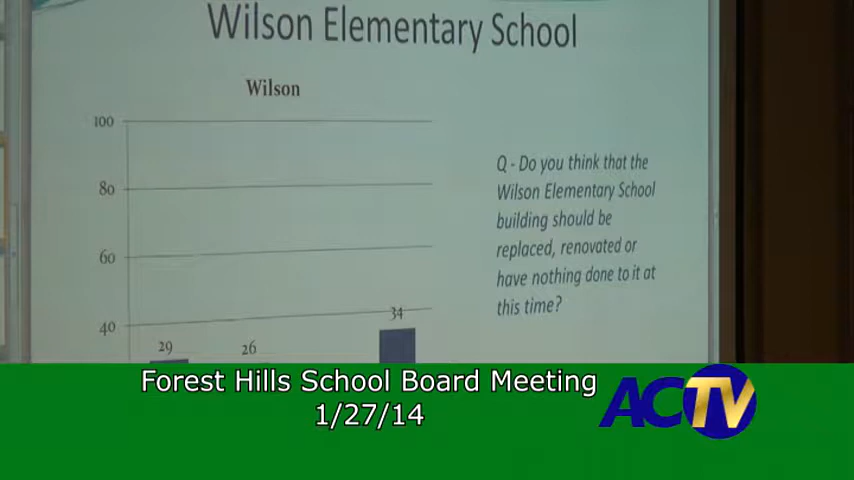 Wilson Elementary School
Wilson
100
80
60
40
29
26
34
Q - Do you think that the
Wilson Elementary School
building should be
replaced, renovated or
have nothing done to it at
this time?
Forest Hills School Board Meeting
1/27/14
ACTV